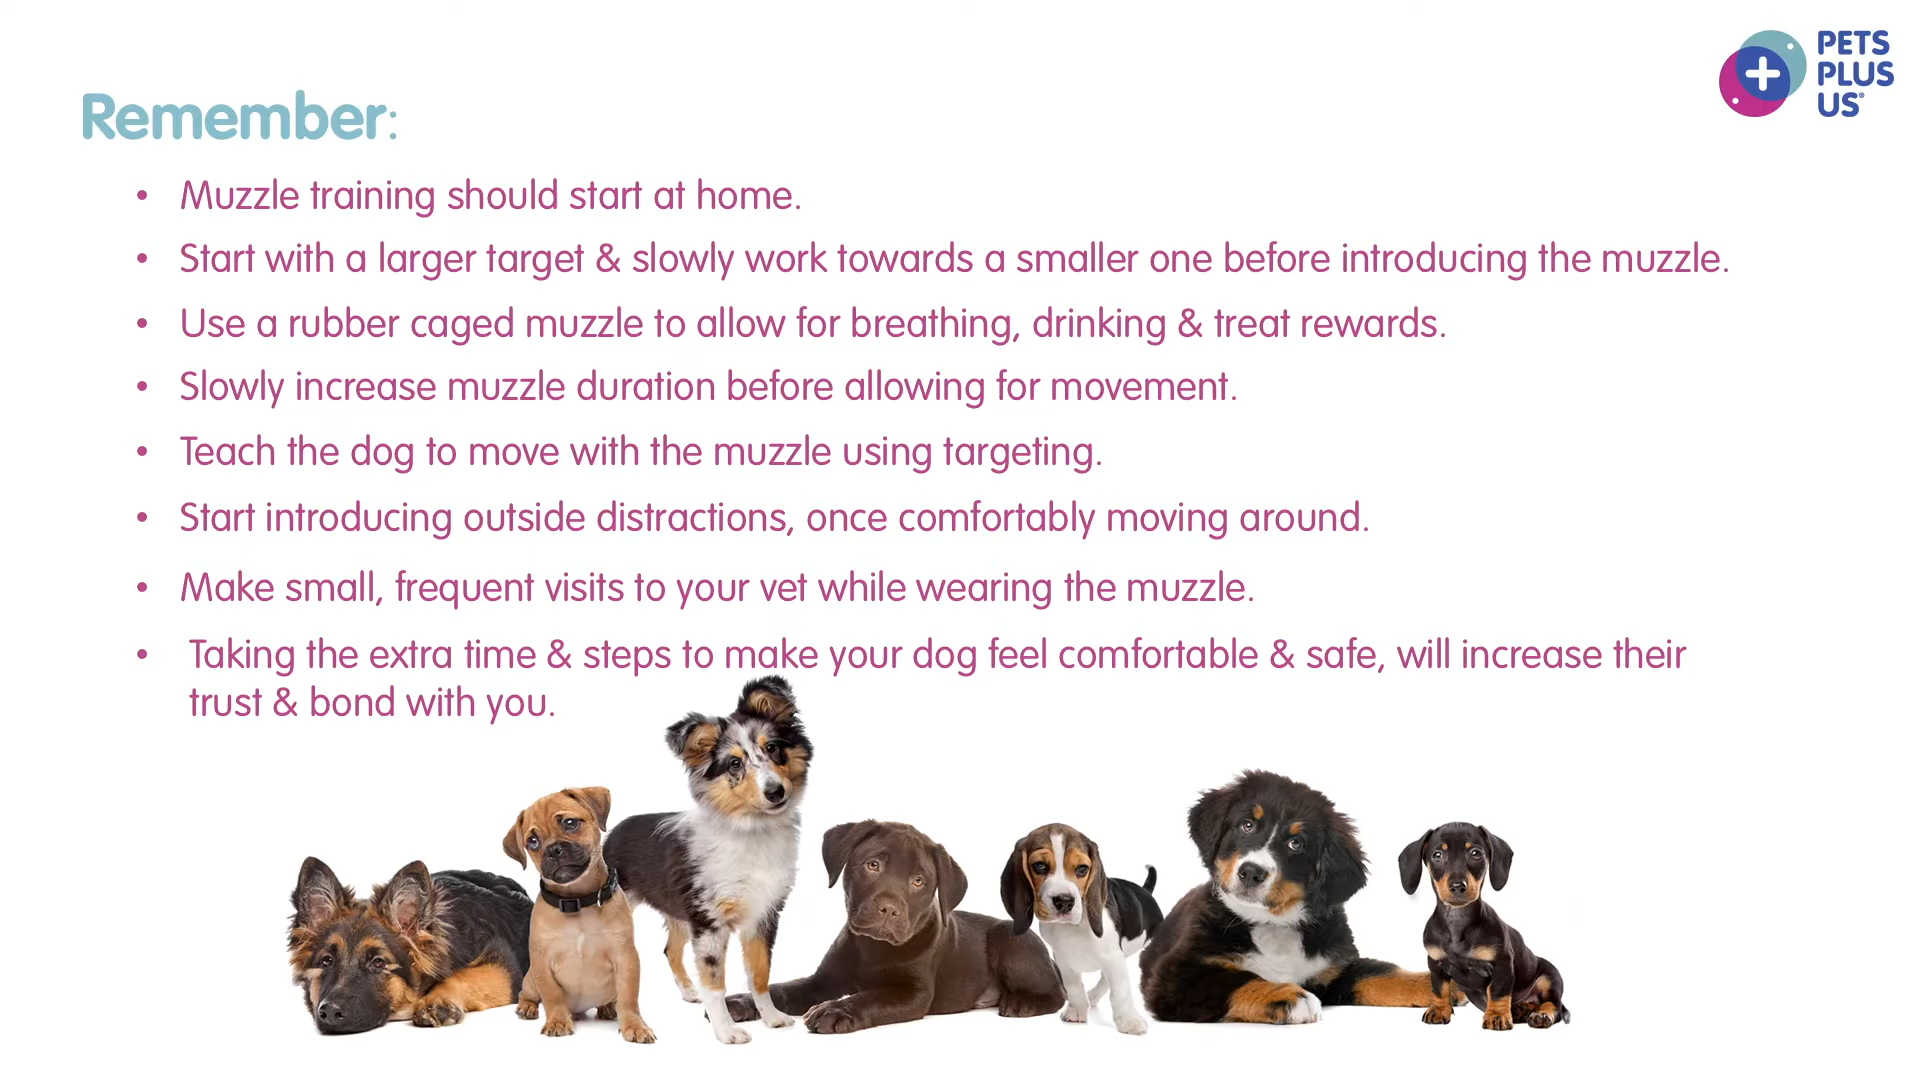 PETS
PLUS
US®
Remember:
• Muzzle training should start at home.
• Start with a larger target & slowly work towards a smaller one before introducing the muzzle.
• Use a rubber caged muzzle to allow for breathing, drinking & treat rewards.
• Slowly increase muzzle duration before allowing for movement.
• Teach the dog to move with the muzzle using targeting.
• Start introducing outside distractions, once comfortably moving around.
• Make small, frequent visits to your vet while wearing the muzzle.
• Taking the extra time & steps to make your dog feel comfortable & safe, will increase their
trust & bond with you.